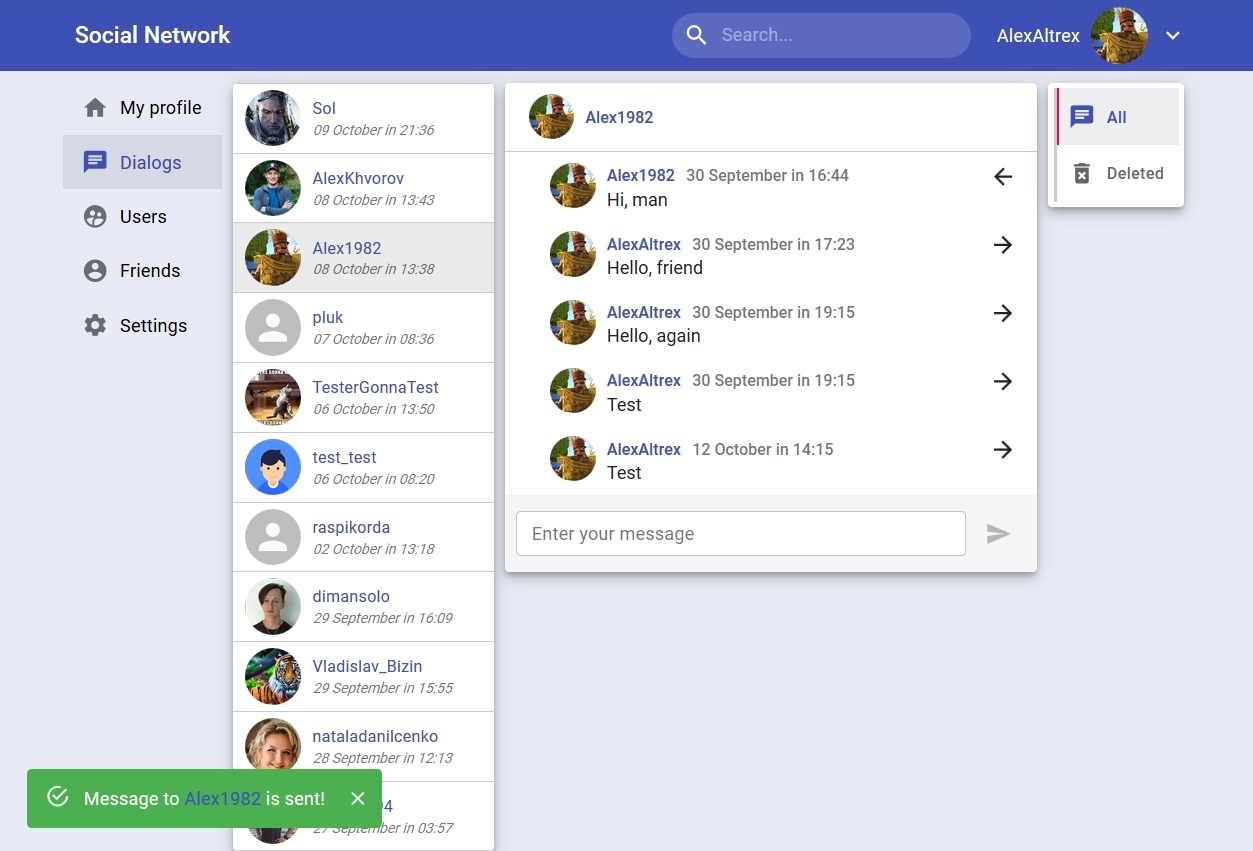 Social Network
Search...
AlexAltrex
My profile
Dialogs
Users
Friends
Settings
Sol
09 October in 21:36
AlexKhvorov
08 October in 13:43
Alex1982
08 October in 13:38
pluk
07 October in 08:36
TesterGonnaTest
06 October in 13:50
test_test
06 October in 08:20
raspikorda
02 October in 13:18
dimansolo
29 September in 16:09
Vladislav_Bizin
29 September in 15:55
nataladanilcenko
28 September in 12:13
27 September in 03:57
Alex1982
Alex1982 30 September in 16:44
Hi, man
AlexAltrex 30 September in 17:23
Hello, friend
AlexAltrex 30 September in 19:15
Hello, again
AlexAltrex 30 September in 19:15
Test
AlexAltrex 12 October in 14:15
Test
Enter your message
All
Deleted
Message to Alex1982 is sent!